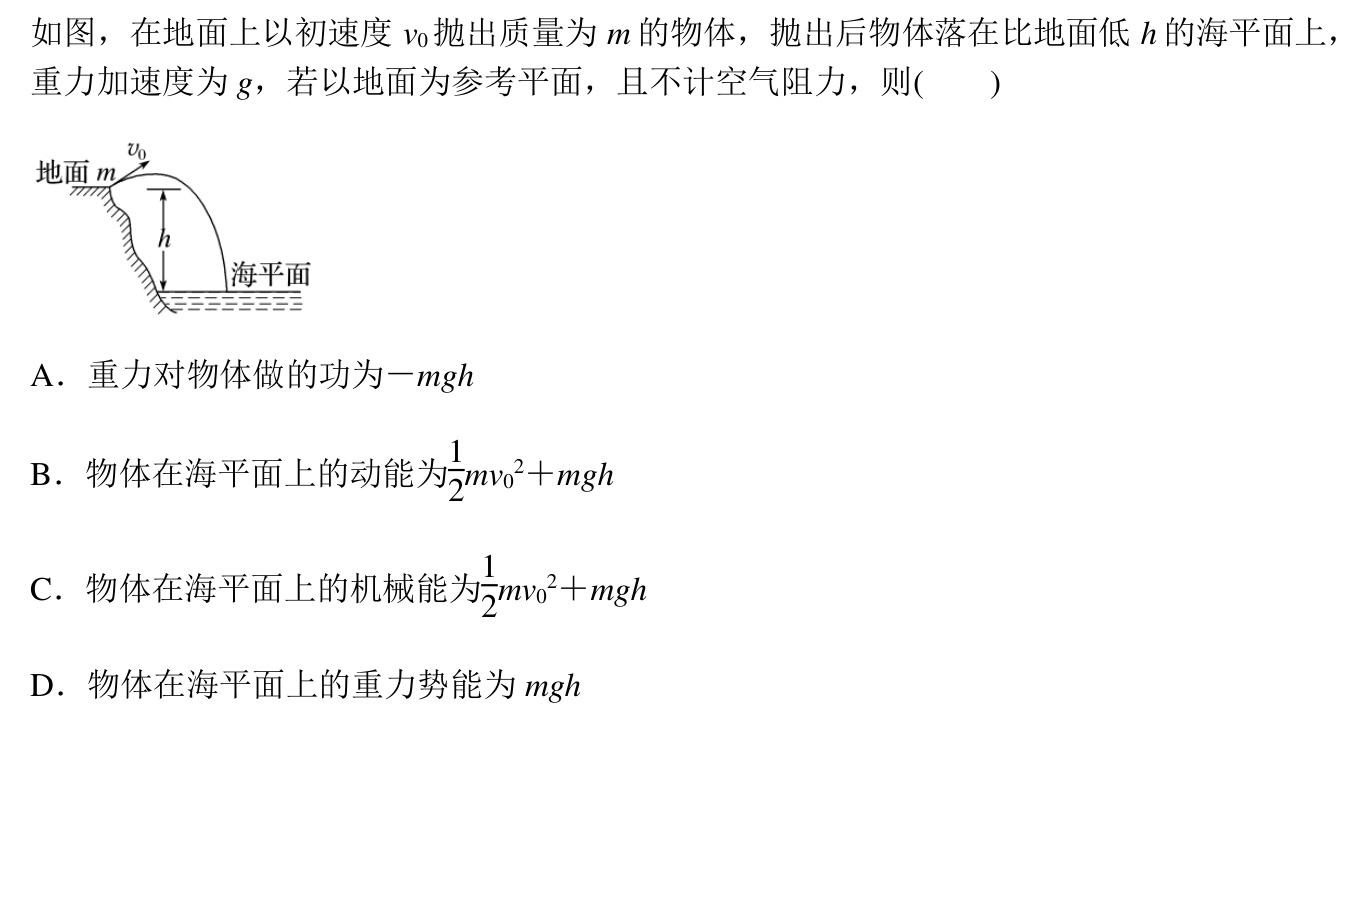 如图，在地面上以初速度 v₀抛出质量为 m 的物体，抛出后物体落在比地面低 h 的海平面上，
重力加速度为 g，若以地面为参考平面，且不计空气阻力，则(　　)
v₀
地面 m
h
海平面
A．重力对物体做的功为－mgh
B．物体在海平面上的动能为\frac{1}{2}mv₀²＋mgh
C．物体在海平面上的机械能为\frac{1}{2}mv₀²＋mgh
D．物体在海平面上的重力势能为 mgh